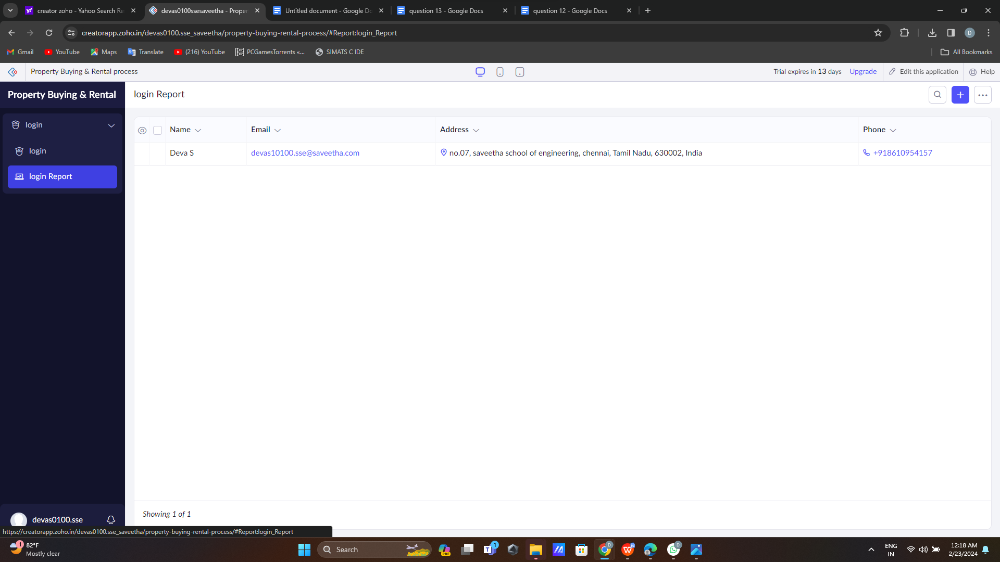 creator zoho - Yahoo Search Re
devas0100ssesaveetha - Proper
Untitled document - Google Do
question 13 - Google Docs
question 12 - Google Docs
creatorapp.zoho.in/devas0100.sse_saveetha/property-buying-rental-process/#Report:login_Report
D
Gmail
YouTube
Maps
Translate
(216) YouTube
PCGamesTorrents «...
SIMATS C IDE
All Bookmarks
Property Buying & Rental process
Trial expires in 13 days
Upgrade
Edit this application
Help
Property Buying & Rental
login Report
login
login
login Report
Name
Email
Address
Phone
Deva S
devas10100.sse@saveetha.com
no.07, saveetha school of engineering, chennai, Tamil Nadu, 630002, India
+918610954157
Showing 1 of 1
devas0100.sse
https://creatorapp.zoho.in/devas0100.sse_saveetha/property-buying-rental-process/#Report:login_Report
1
82°F
Mostly clear
Search
PRE
1
D
D
ENG
IN
12:18 AM
2/23/2024